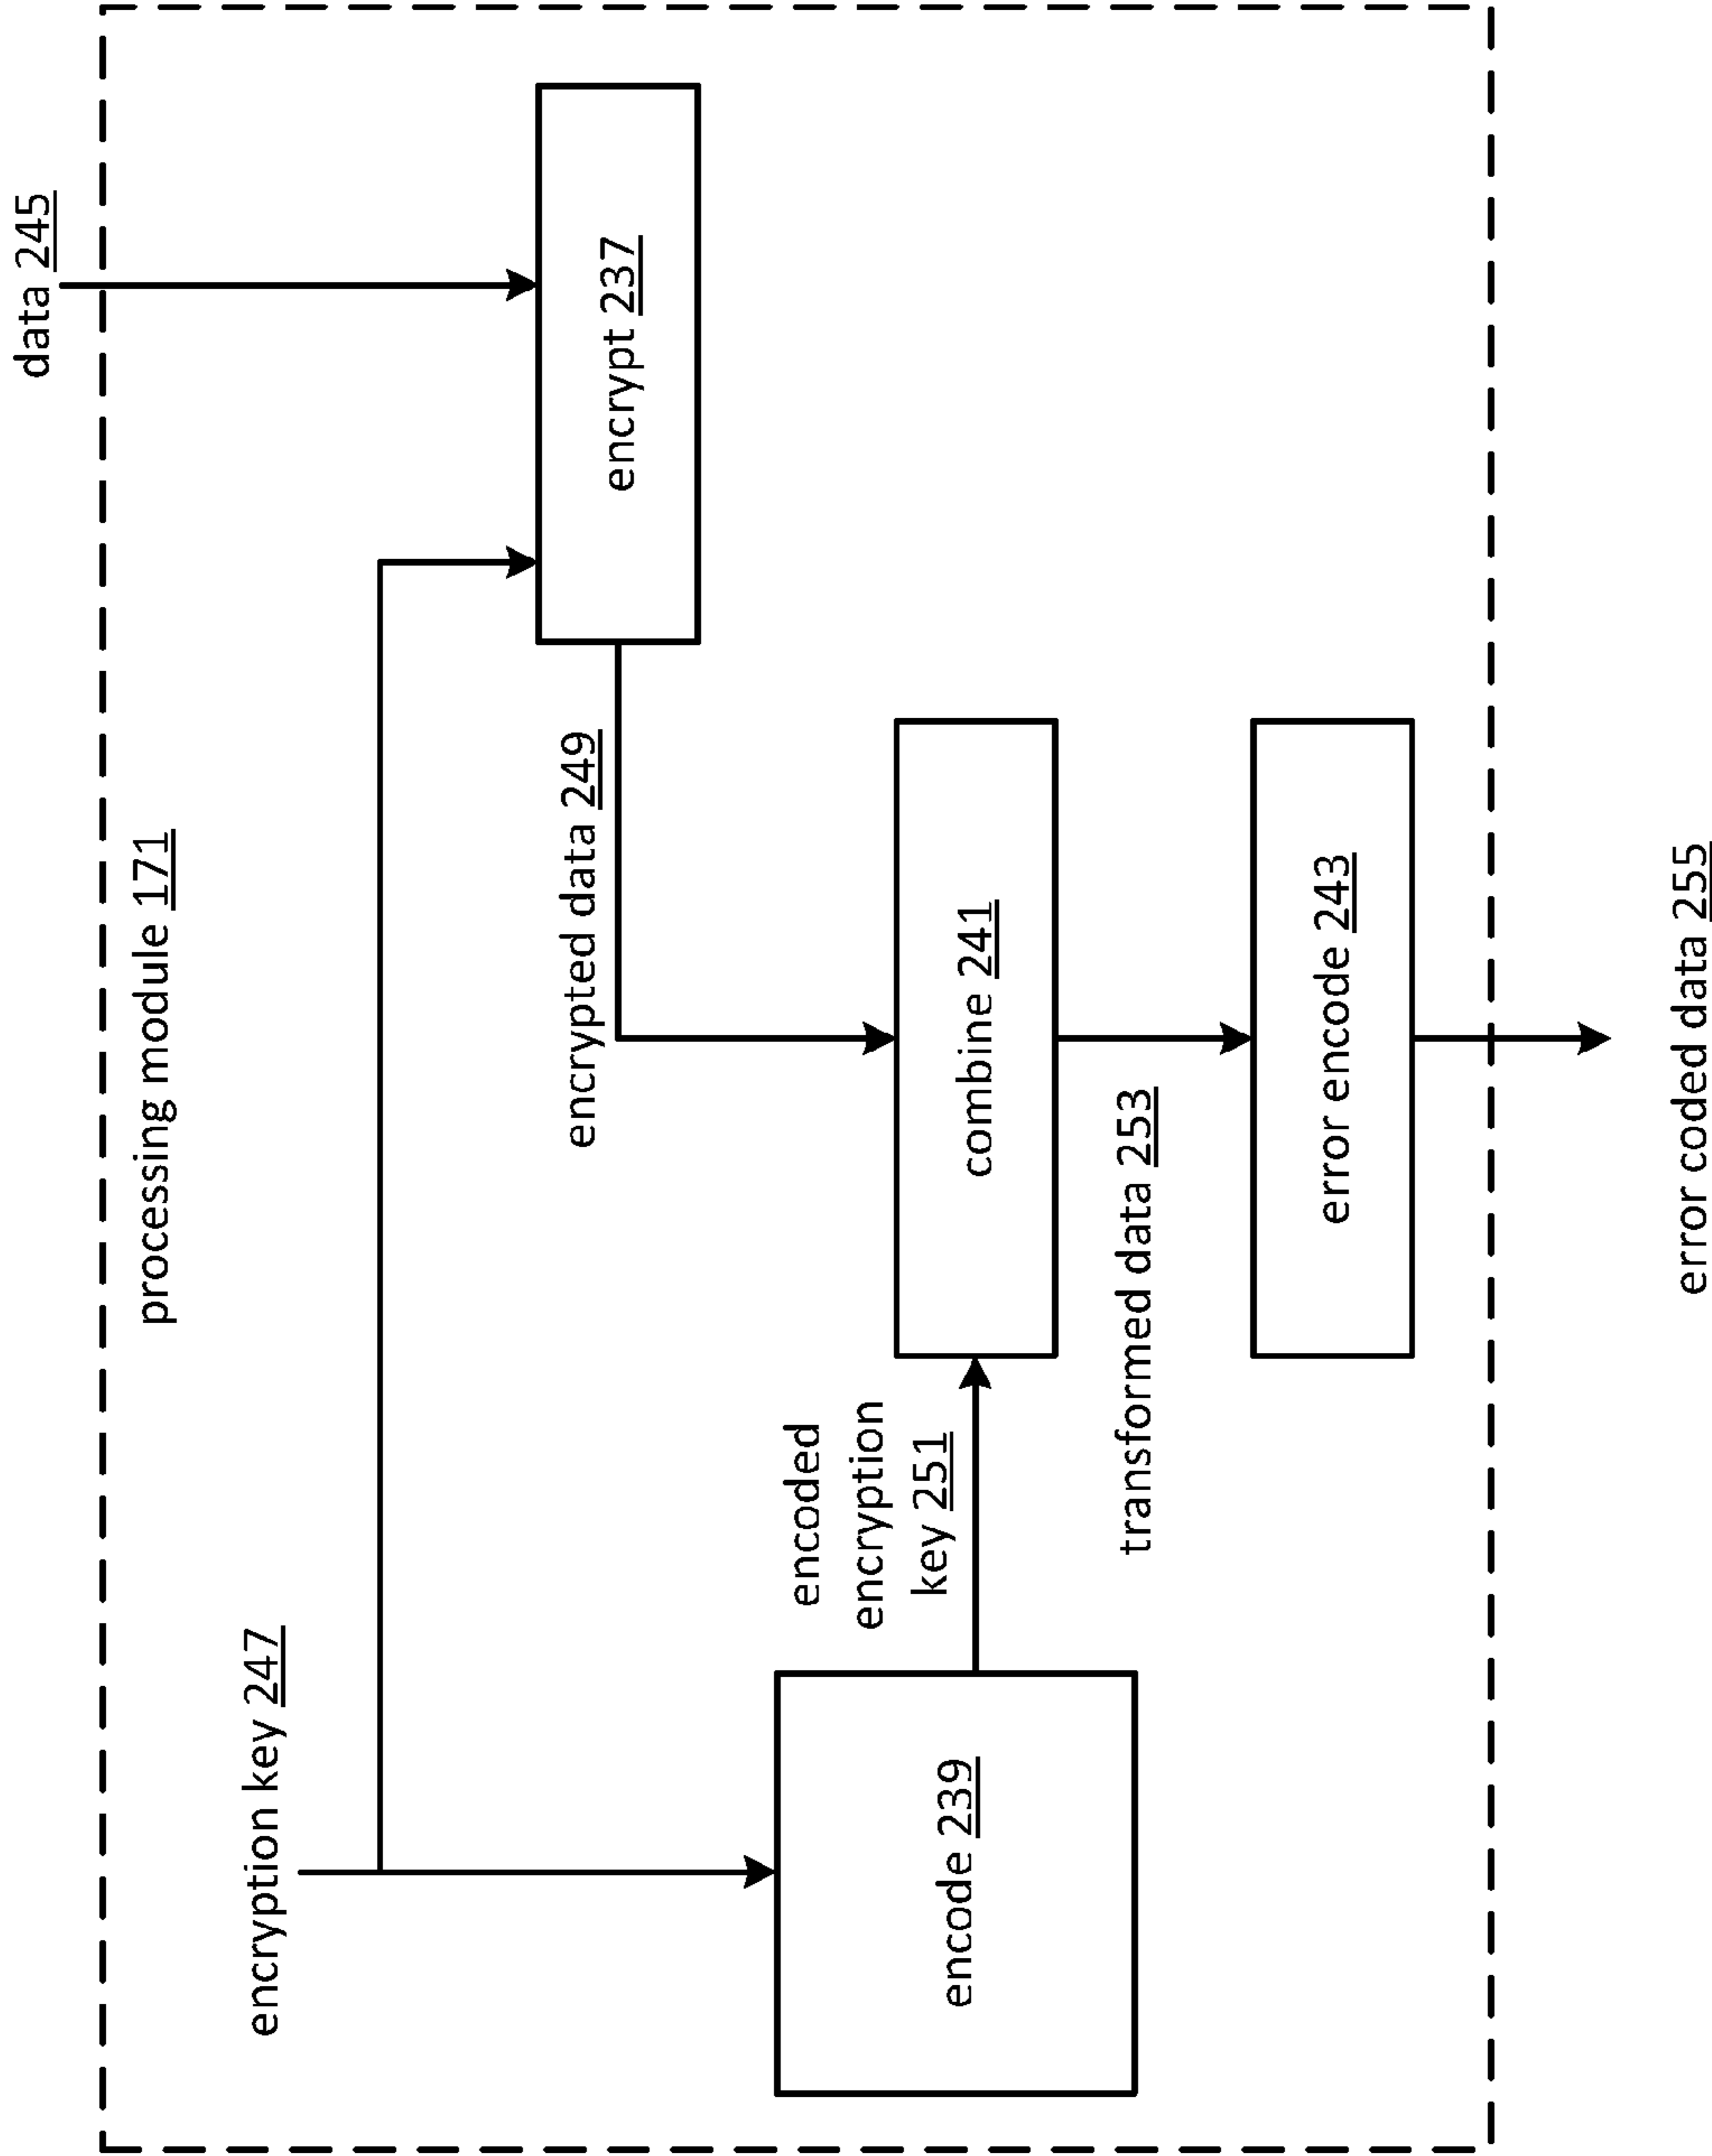 data 245
processing module 171
encryption key 247
encrypt 237
encrypted data 249
encoded
encryption
key 251
encode 239
combine 241
transformed data 253
error encode 243
error coded data 255